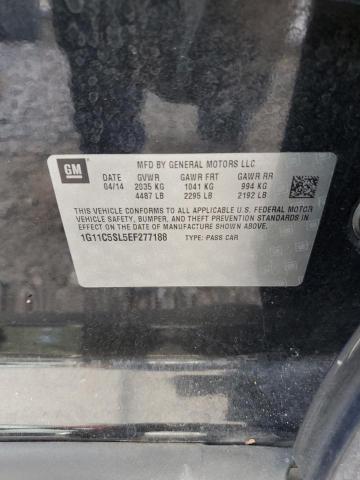 GM
MFD BY GENERAL MOTORS LLC
DATE GVWR GAWR FRT GAWR RR
04/14 2035 KG 1041 KG 994 KG
4487 LB 2295 LB 2192 LB
THIS VEHICLE CONFORMS TO ALL APPLICABLE U.S. FEDERAL MOTOR
VEHICLE SAFETY, BUMPER, AND THEFT PREVENTION STANDARDS
IN EFFECT ON THE DATE OF MANUFACTURE SHOWN ABOVE.
1G11C5SL5EF277188 TYPE: PASS CAR